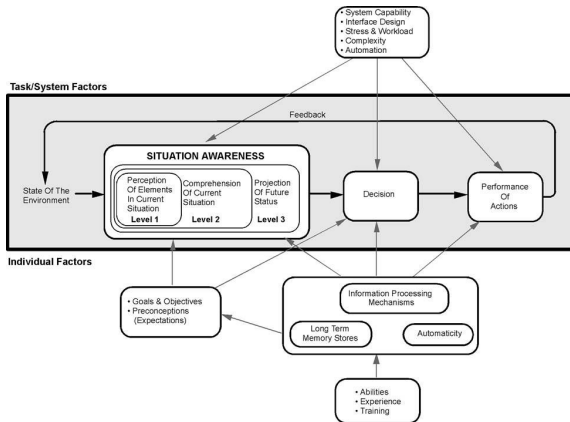 • System Capability
• Interface Design
• Stress & Workload
• Complexity
• Automation
Task/System Factors
Feedback
SITUATION AWARENESS
State Of The
Environment
Perception
Of Elements
In Current
Situation
Level 1
Comprehension
Of Current
Situation
Level 2
Projection
Of Future
Status
Level 3
Decision
Performance
Of
Actions
Individual Factors
• Goals & Objectives
• Preconceptions
(Expectations)
Information Processing
Mechanisms
Long Term
Memory Stores
Automaticity
• Abilities
• Experience
• Training